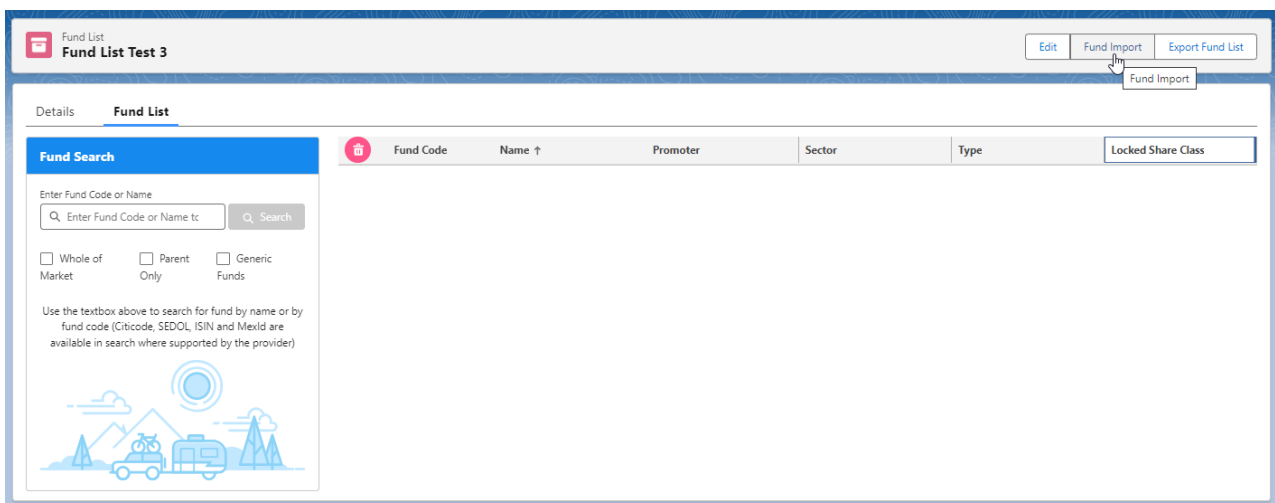 Fund List
Fund List Test 3
Edit
Fund Import
Export Fund List
Fund Import
Details
Fund List
Fund Search
Enter Fund Code or Name
Enter Fund Code or Name tc
Search
Whole of Market
Parent Only
Generic Funds
Use the textbox above to search for fund by name or by
fund code (Citicode, SEDOL, ISIN and MexId are
available in search where supported by the provider)
Fund Code
Name ↑
Promoter
Sector
Type
Locked Share Class